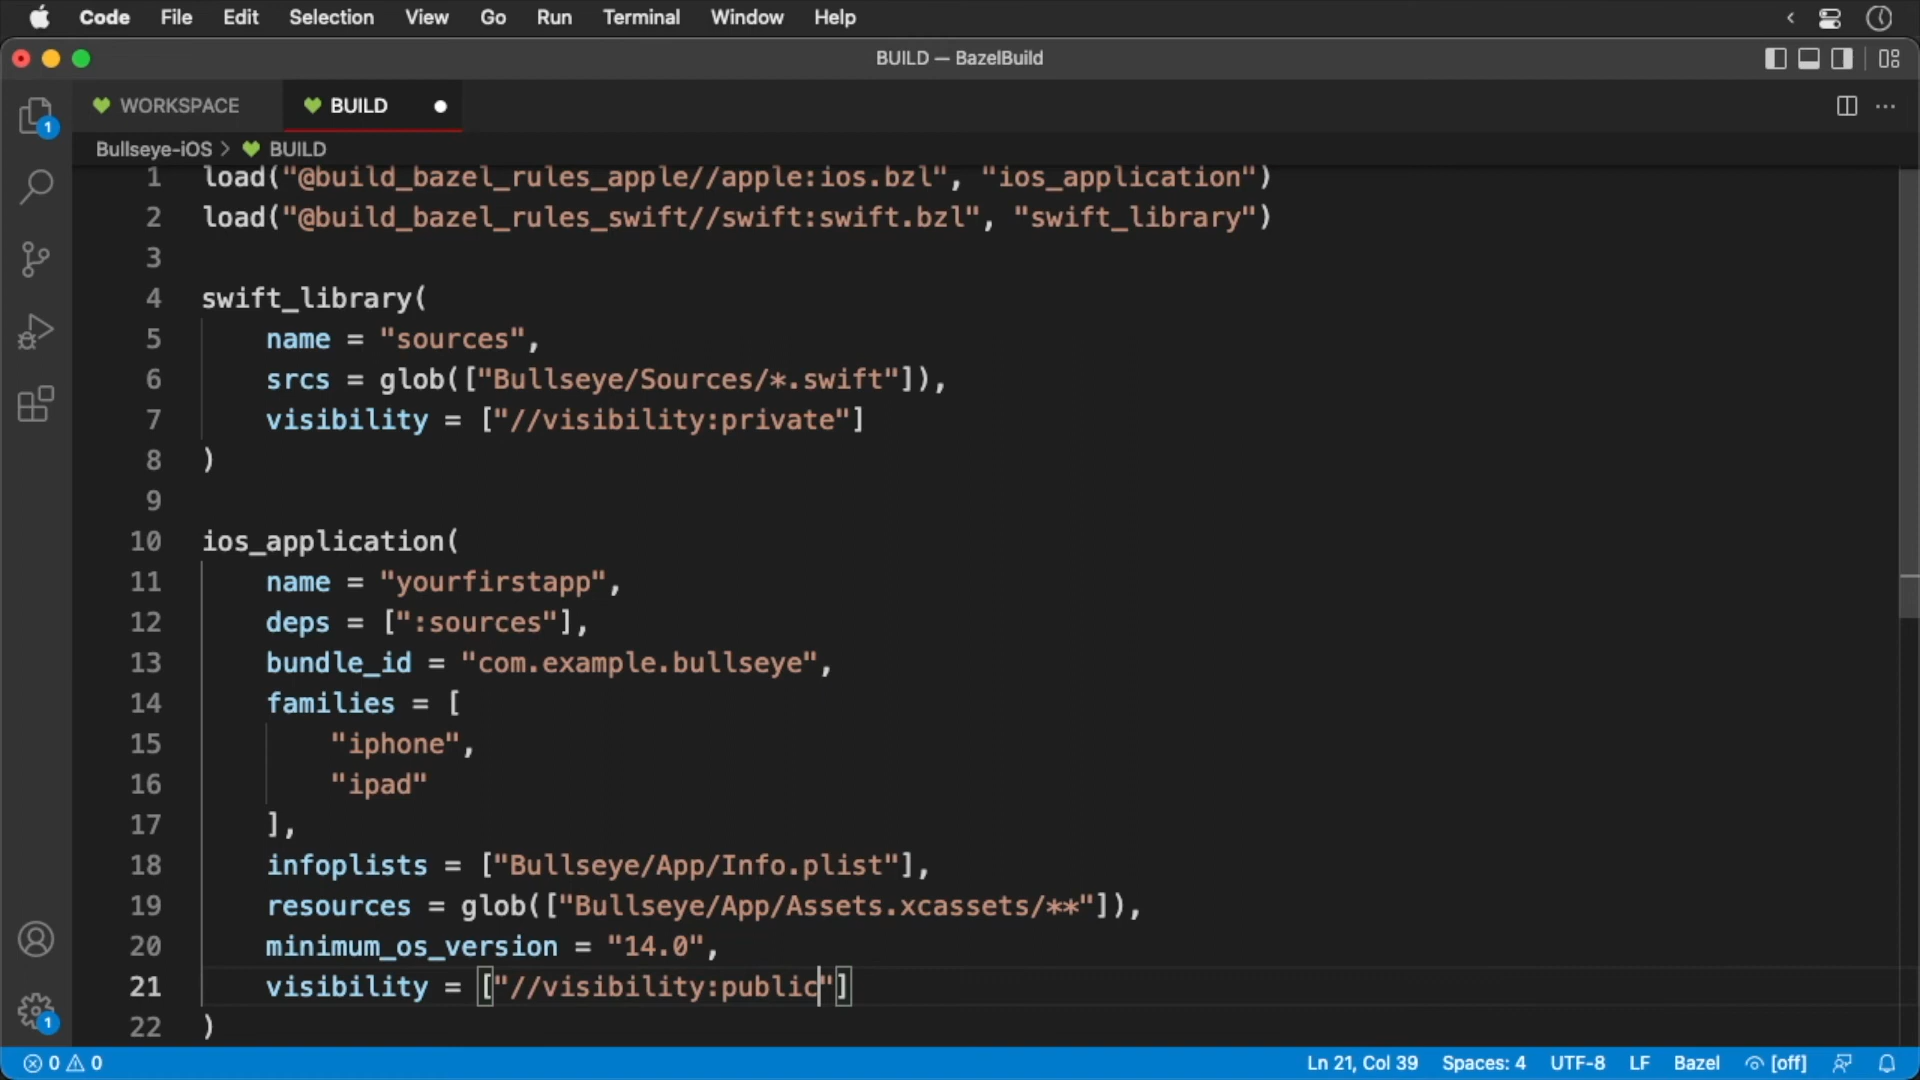 Code File Edit Selection View Go Run Terminal Window Help
BUILD — BazelBuild
WORKSPACE BUILD
Bullseye-iOS > BUILD
1 load("@build_bazel_rules_apple//apple:ios.bzl", "ios_application")
2 load("@build_bazel_rules_swift//swift:swift.bzl", "swift_library")
3
4 swift_library(
5     name = "sources",
6     srcs = glob(["Bullseye/Sources/*.swift"]),
7     visibility = ["//visibility:private"]
8 )
9
10 ios_application(
11     name = "yourfirstapp",
12     deps = [":sources"],
13     bundle_id = "com.example.bullseye",
14     families = [
15         "iphone",
16         "ipad"
17     ],
18     infoplists = ["Bullseye/App/Info.plist"],
19     resources = glob(["Bullseye/App/Assets.xcassets/**"]),
20     minimum_os_version = "14.0",
21     visibility = ["//visibility:public"]
22 )
1
1
0 0 Ln 21, Col 39 Spaces: 4 UTF-8 LF Bazel [off]